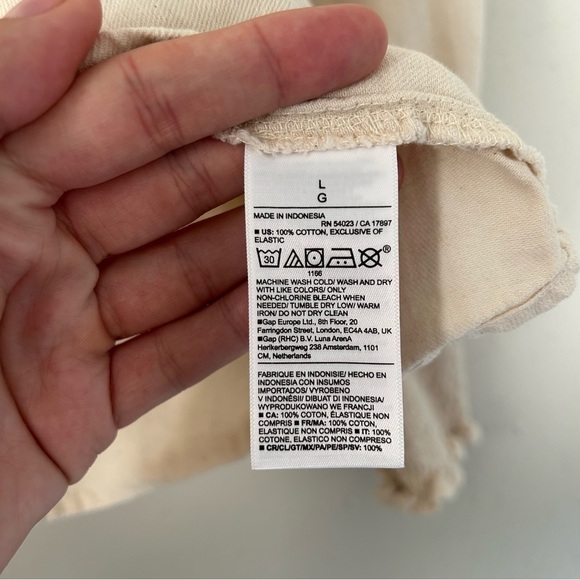 L
G
MADE IN INDONESIA
RN 54023 / CA 17897
■ US: 100% COTTON, EXCLUSIVE OF
ELASTIC
30
®
1166
MACHINE WASH COLD/ WASH AND DRY
WITH LIKE COLORS/ ONLY
NON-CHLORINE BLEACH WHEN
NEEDED/ TUMBLE DRY LOW/ WARM
IRON/ DO NOT DRY CLEAN
■Gap Europe Ltd., 8th Floor, 20
Farringdon Street, London, EC4A 4AB, UK
■Gap (RHC) B.V. Luna ArenA
Herikerbergweg 238 Amsterdam, 1101
CM, Netherlands
FABRIQUE EN INDONISIE/ HECHO EN
INDONESIA CON INSUMOS
IMPORTADOS/ VYROBENO
V INDONÉSII/ DIBUAT DI INDONESIA/
WYPRODUKOWANO WE FRANCJI
■ CA: 100% COTON, ÉLASTIQUE NON
COMPRIS ■ FR/MA: 100% COTON,
ELASTIQUE NON COMPRIS ■ IT: 100%
COTONE, ELASTICO NON COMPRESO
■ CR/CL/GT/MX/PA/PE/SP/SV: 100%